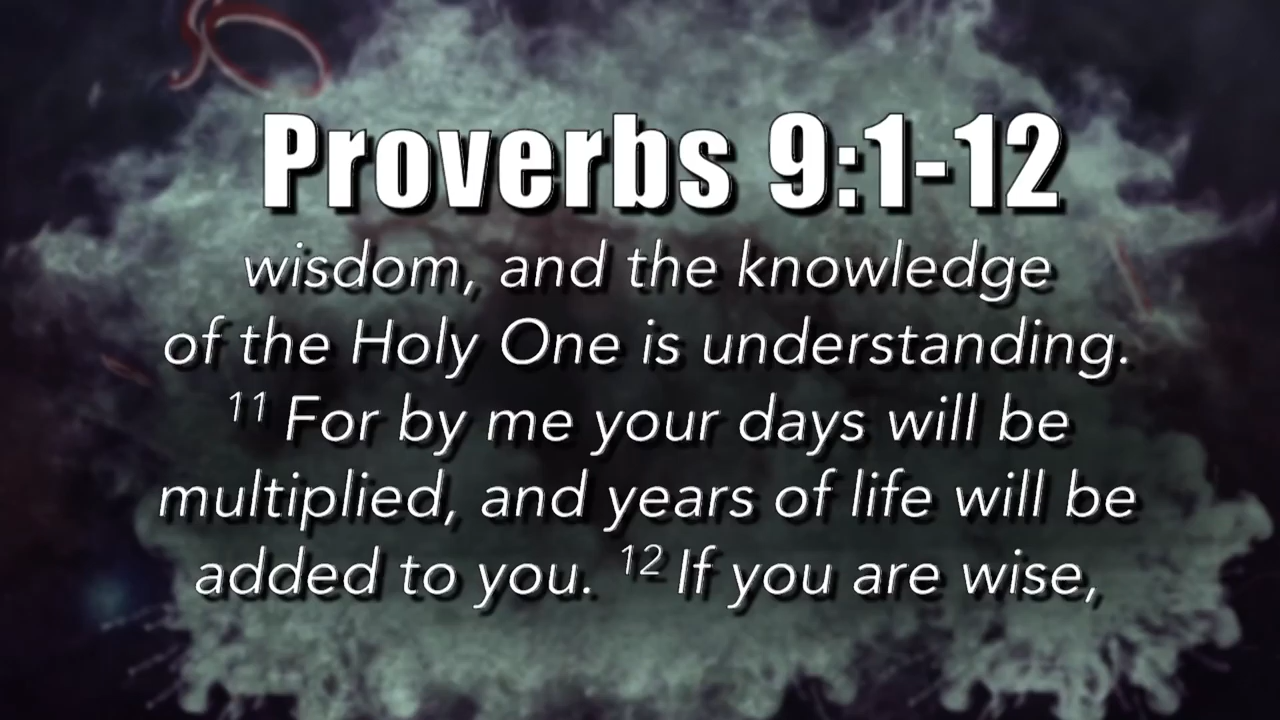 Proverbs 9:1-12
wisdom, and the knowledge
of the Holy One is understanding.
11 For by me your days will be
multiplied, and years of life will be
added to you. 12 If you are wise,